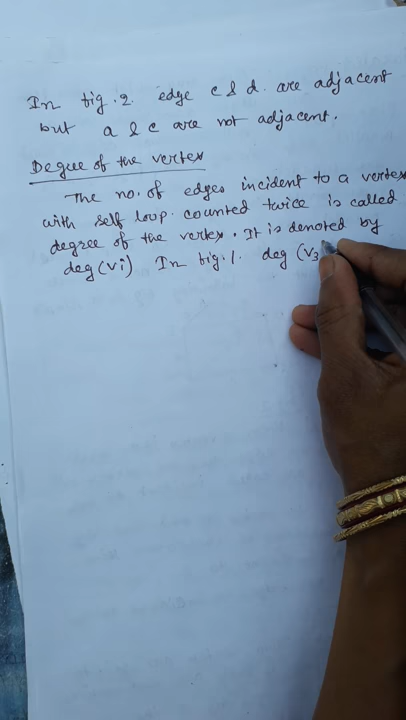 In fig. 2. edge c & d. are adjacent
but a & c are not adjacent.
Degree of the vertex
The no. of edges incident to a vertex
with self loop. counted twice is called
degree of the vertex. It is denoted by
deg(Vi) In fig. 1. deg (V3